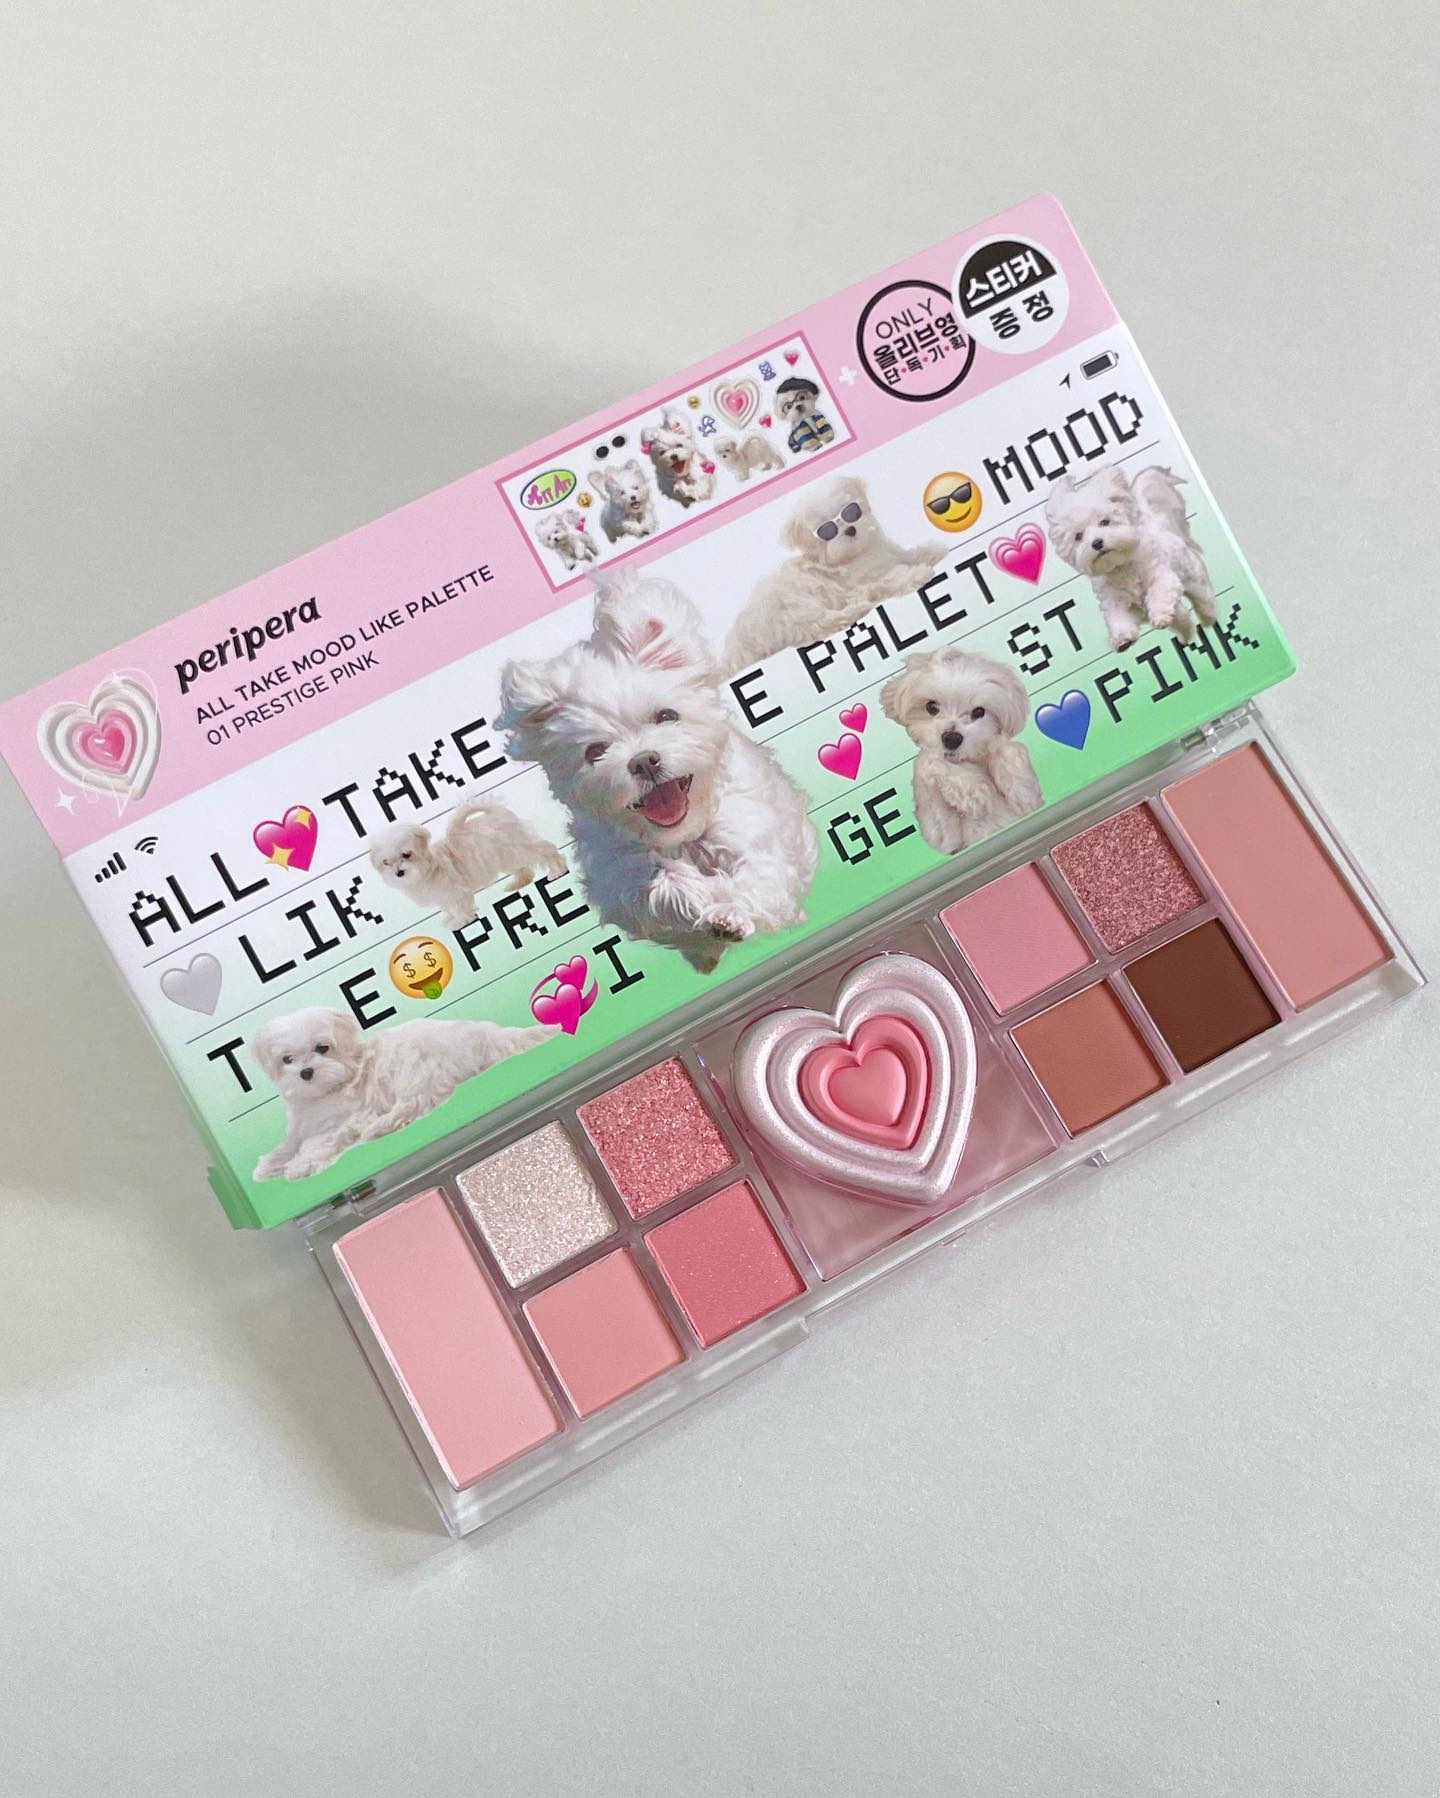 peripera
ALL TAKE MOOD LIKE PALETTE
01 PRESTIGE PINK
ONLY
올리브영
단독기획
스티커
증정
ALL TAKE MOOD
LIK E PALET
T E PRE ST
I GE PINK